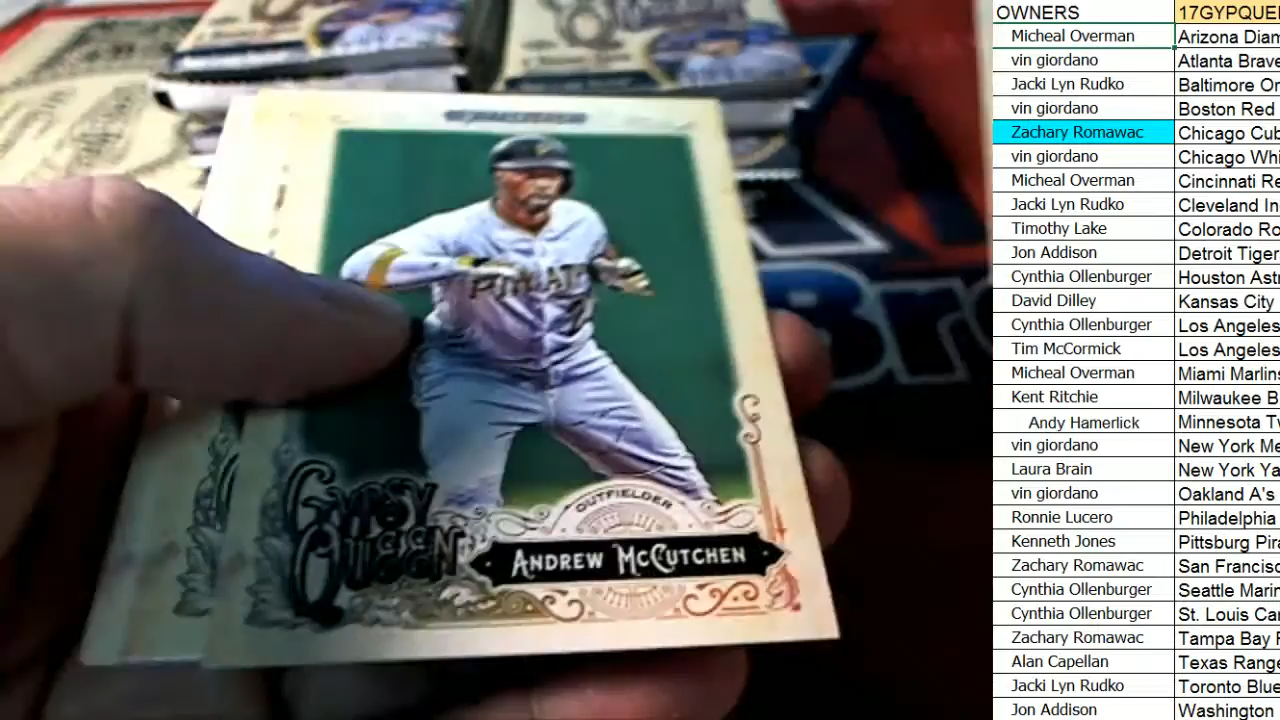 PIRATES
GYPSY
QUEEN
OUTFIELDER
ANDREW MCCUTCHEN
OWNERS 17GYPQUE
Micheal Overman Arizona Diam
vin giordano Atlanta Brave
Jacki Lyn Rudko Baltimore Or
vin giordano Boston Red
Zachary Romawac Chicago Cub
vin giordano Chicago Whi
Micheal Overman Cincinnati Re
Jacki Lyn Rudko Cleveland In
Timothy Lake Colorado Ro
Jon Addison Detroit Tiger
Cynthia Ollenburger Houston Astr
David Dilley Kansas City
Cynthia Ollenburger Los Angeles
Tim McCormick Los Angeles
Micheal Overman Miami Marlins
Kent Ritchie Milwaukee B
Andy Hamerlick Minnesota Tw
vin giordano New York Me
Laura Brain New York Ya
vin giordano Oakland A's
Ronnie Lucero Philadelphia
Kenneth Jones Pittsburg Pira
Zachary Romawac San Francisc
Cynthia Ollenburger Seattle Marin
Cynthia Ollenburger St. Louis Car
Zachary Romawac Tampa Bay
Alan Capellan Texas Range
Jacki Lyn Rudko Toronto Blue
Jon Addison Washington